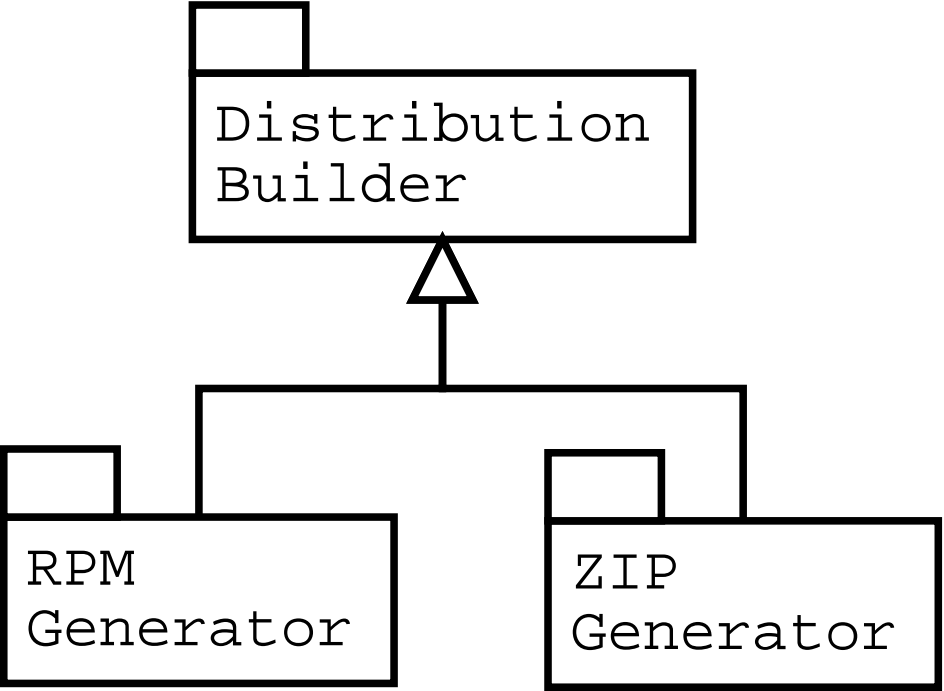 Distribution
Builder
RPM
Generator
ZIP
Generator